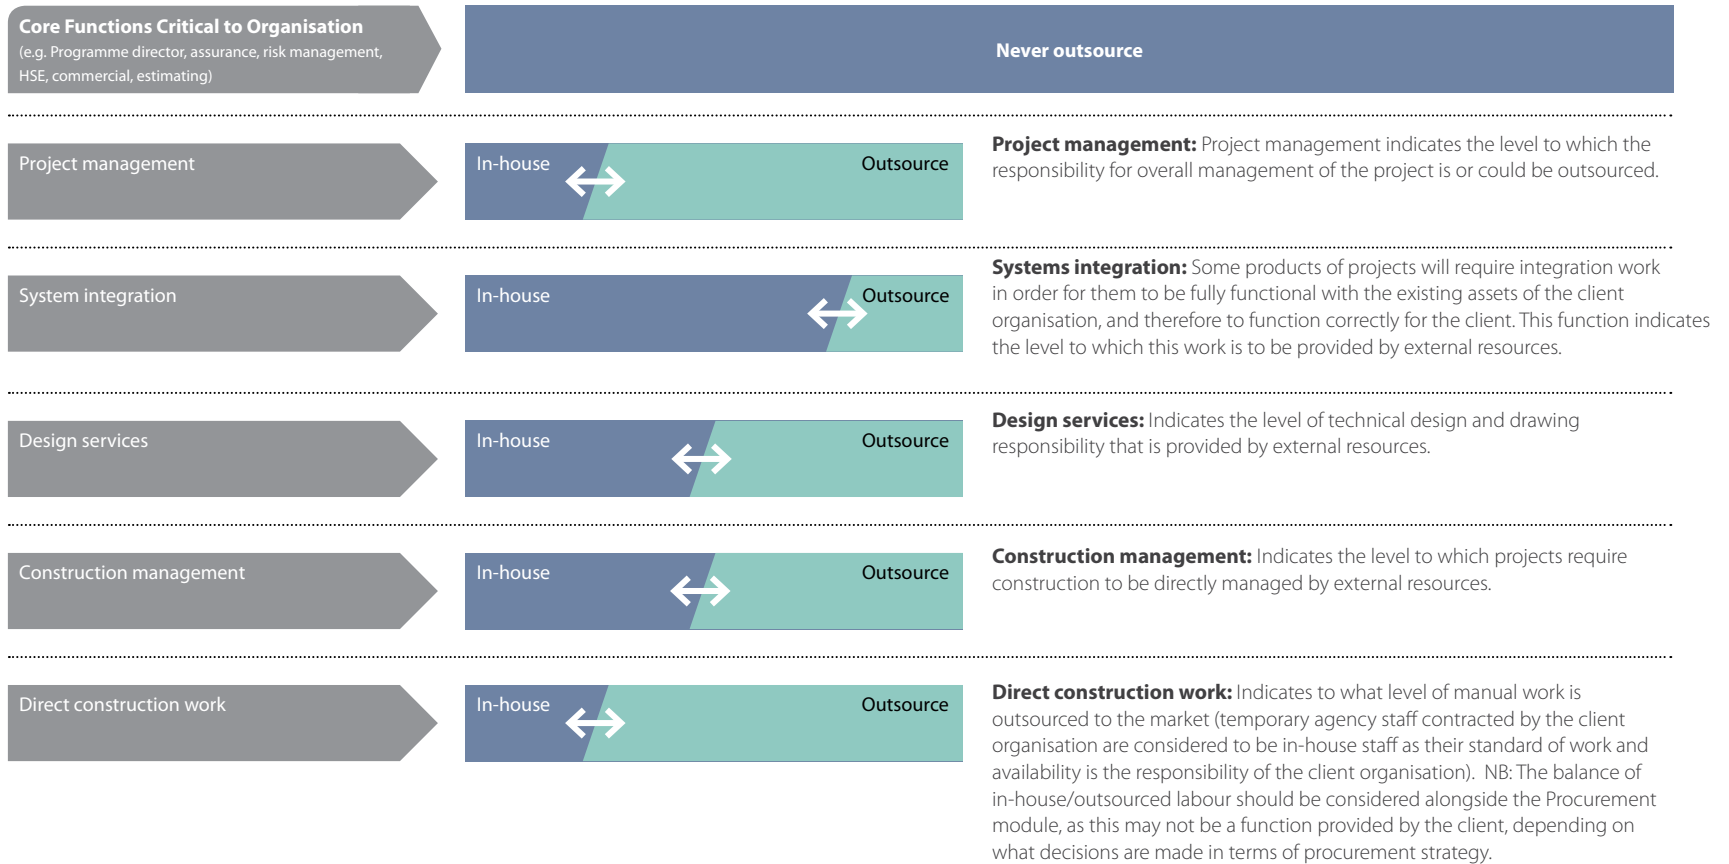 Core Functions Critical to Organisation
(e.g. Programme director, assurance, risk management,
HSE, commercial, estimating)
Never outsource
Project management
In-house
Outsource
Project management: Project management indicates the level to which the
responsibility for overall management of the project is or could be outsourced.
System integration
In-house
Outsource
Systems integration: Some products of projects will require integration work
in order for them to be fully functional with the existing assets of the client
organisation, and therefore to function correctly for the client. This function indicates
the level to which this work is to be provided by external resources.
Design services
In-house
Outsource
Design services: Indicates the level of technical design and drawing
responsibility that is provided by external resources.
Construction management
In-house
Outsource
Construction management: Indicates the level to which projects require
construction to be directly managed by external resources.
Direct construction work
In-house
Outsource
Direct construction work: Indicates to what level of manual work is
outsourced to the market (temporary agency staff contracted by the client
organisation are considered to be in-house staff as their standard of work and
availability is the responsibility of the client organisation). NB: The balance of
in-house/outsourced labour should be considered alongside the Procurement
module, as this may not be a function provided by the client, depending on
what decisions are made in terms of procurement strategy.